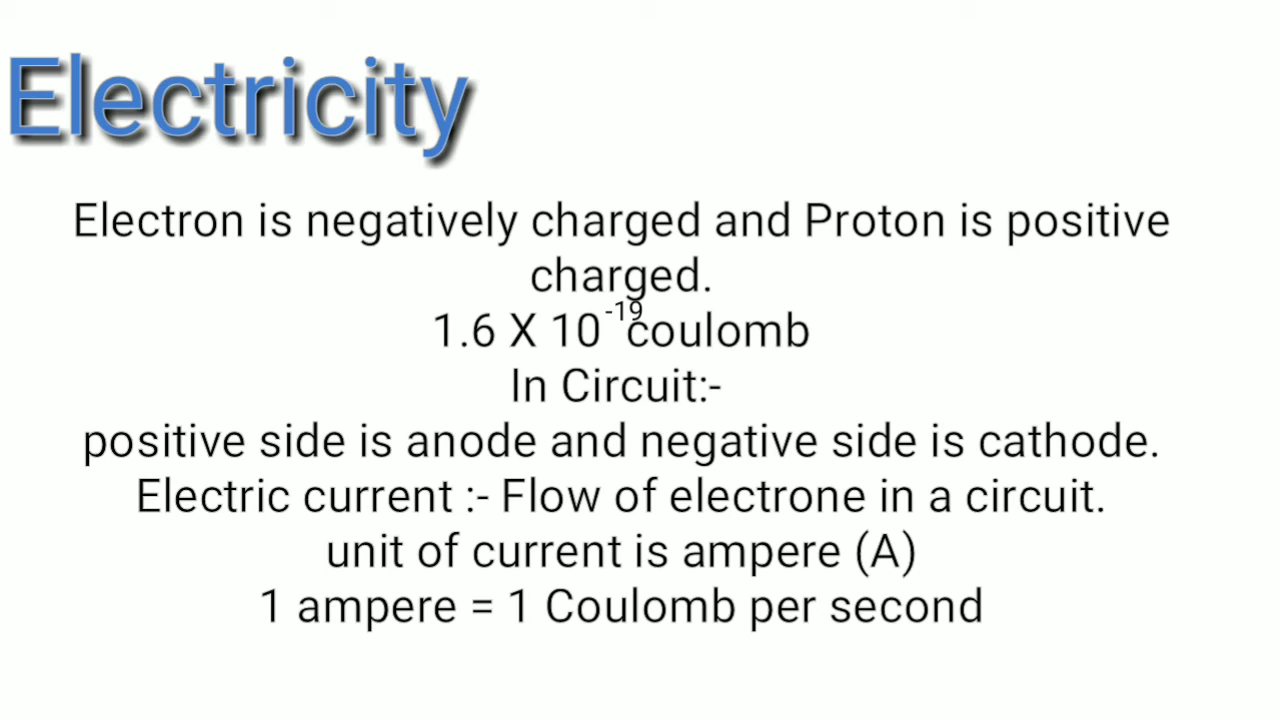 Electricity
Electron is negatively charged and Proton is positive
charged.
1.6 X 10⁻¹⁹coulomb
In Circuit:-
positive side is anode and negative side is cathode.
Electric current :- Flow of electrone in a circuit.
unit of current is ampere (A)
1 ampere = 1 Coulomb per second